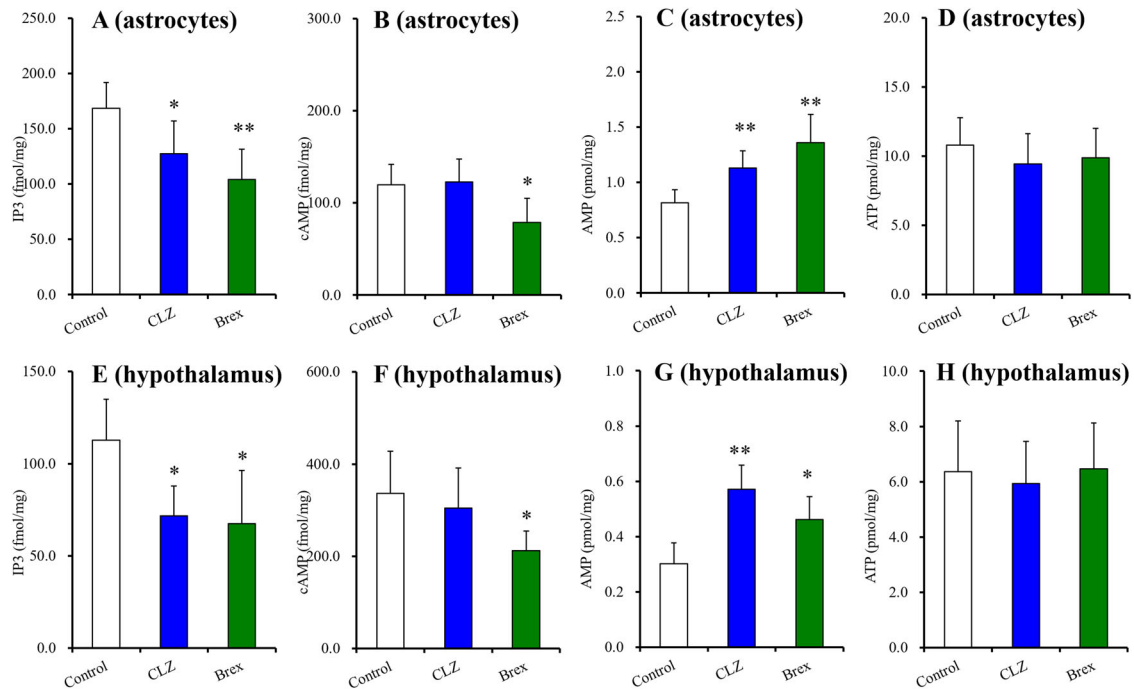 A (astrocytes)
250.0
200.0
150.0
100.0
50.0
0.0
IP3 (fmol/mg)
*
**
Control
CLZ
Brex
B (astrocytes)
300.0
200.0
100.0
0.0
cAMP (fmol/mg)
*
Control
CLZ
Brex
C (astrocytes)
2.5
2.0
1.5
1.0
0.5
0.0
AMP (pmol/mg)
**
**
Control
CLZ
Brex
D (astrocytes)
20.0
15.0
10.0
5.0
0.0
ATP (pmol/mg)
Control
CLZ
Brex
E (hypothalamus)
150.0
100.0
50.0
0.0
IP3 (fmol/mg)
*
*
Control
CLZ
Brex
F (hypothalamus)
600.0
400.0
200.0
0.0
cAMP (fmol/mg)
*
Control
CLZ
Brex
G (hypothalamus)
1.0
0.8
0.6
0.4
0.2
0.0
AMP (pmol/mg)
**
*
Control
CLZ
Brex
H (hypothalamus)
10.0
8.0
6.0
4.0
2.0
0.0
ATP (pmol/mg)
Control
CLZ
Brex